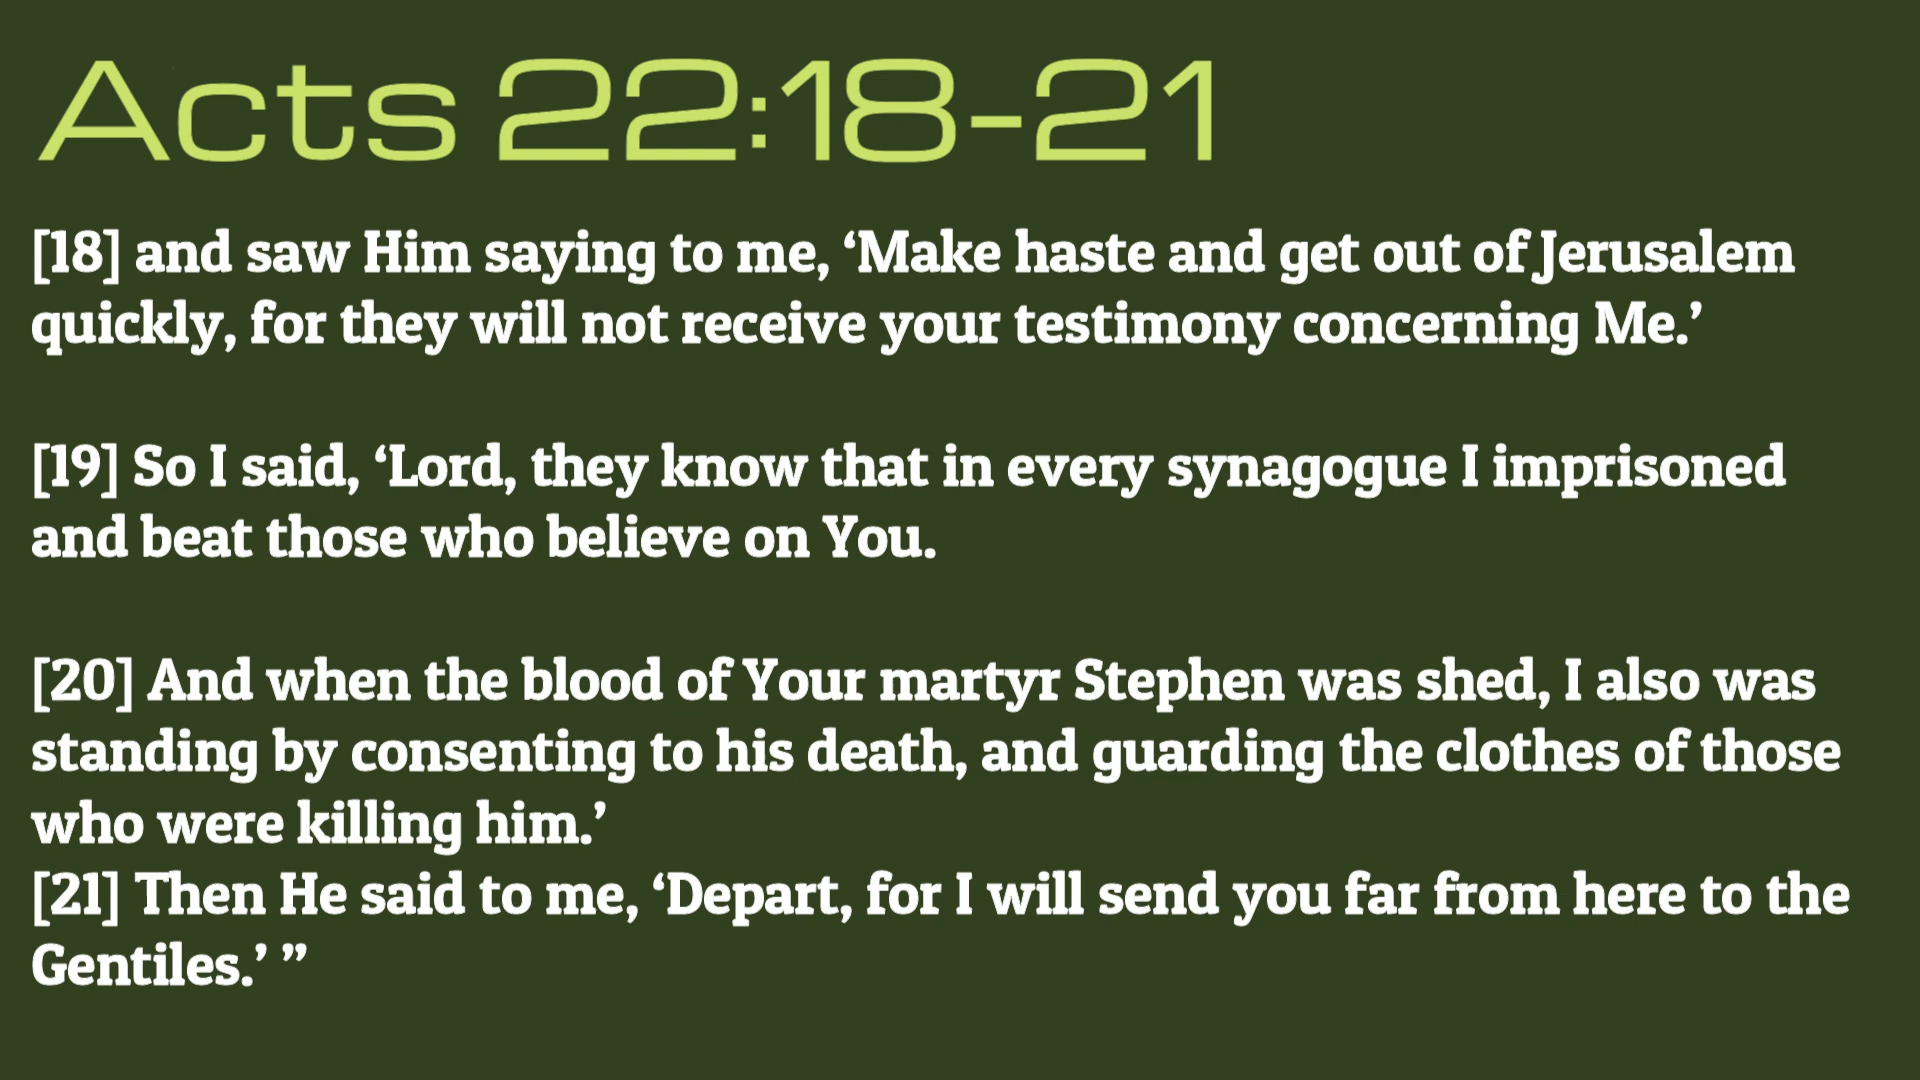 Acts 22:18-21
[18] and saw Him saying to me, ‘Make haste and get out of Jerusalem
quickly, for they will not receive your testimony concerning Me.’
[19] So I said, ‘Lord, they know that in every synagogue I imprisoned
and beat those who believe on You.
[20] And when the blood of Your martyr Stephen was shed, I also was
standing by consenting to his death, and guarding the clothes of those
who were killing him.’
[21] Then He said to me, ‘Depart, for I will send you far from here to the
Gentiles.’ ”